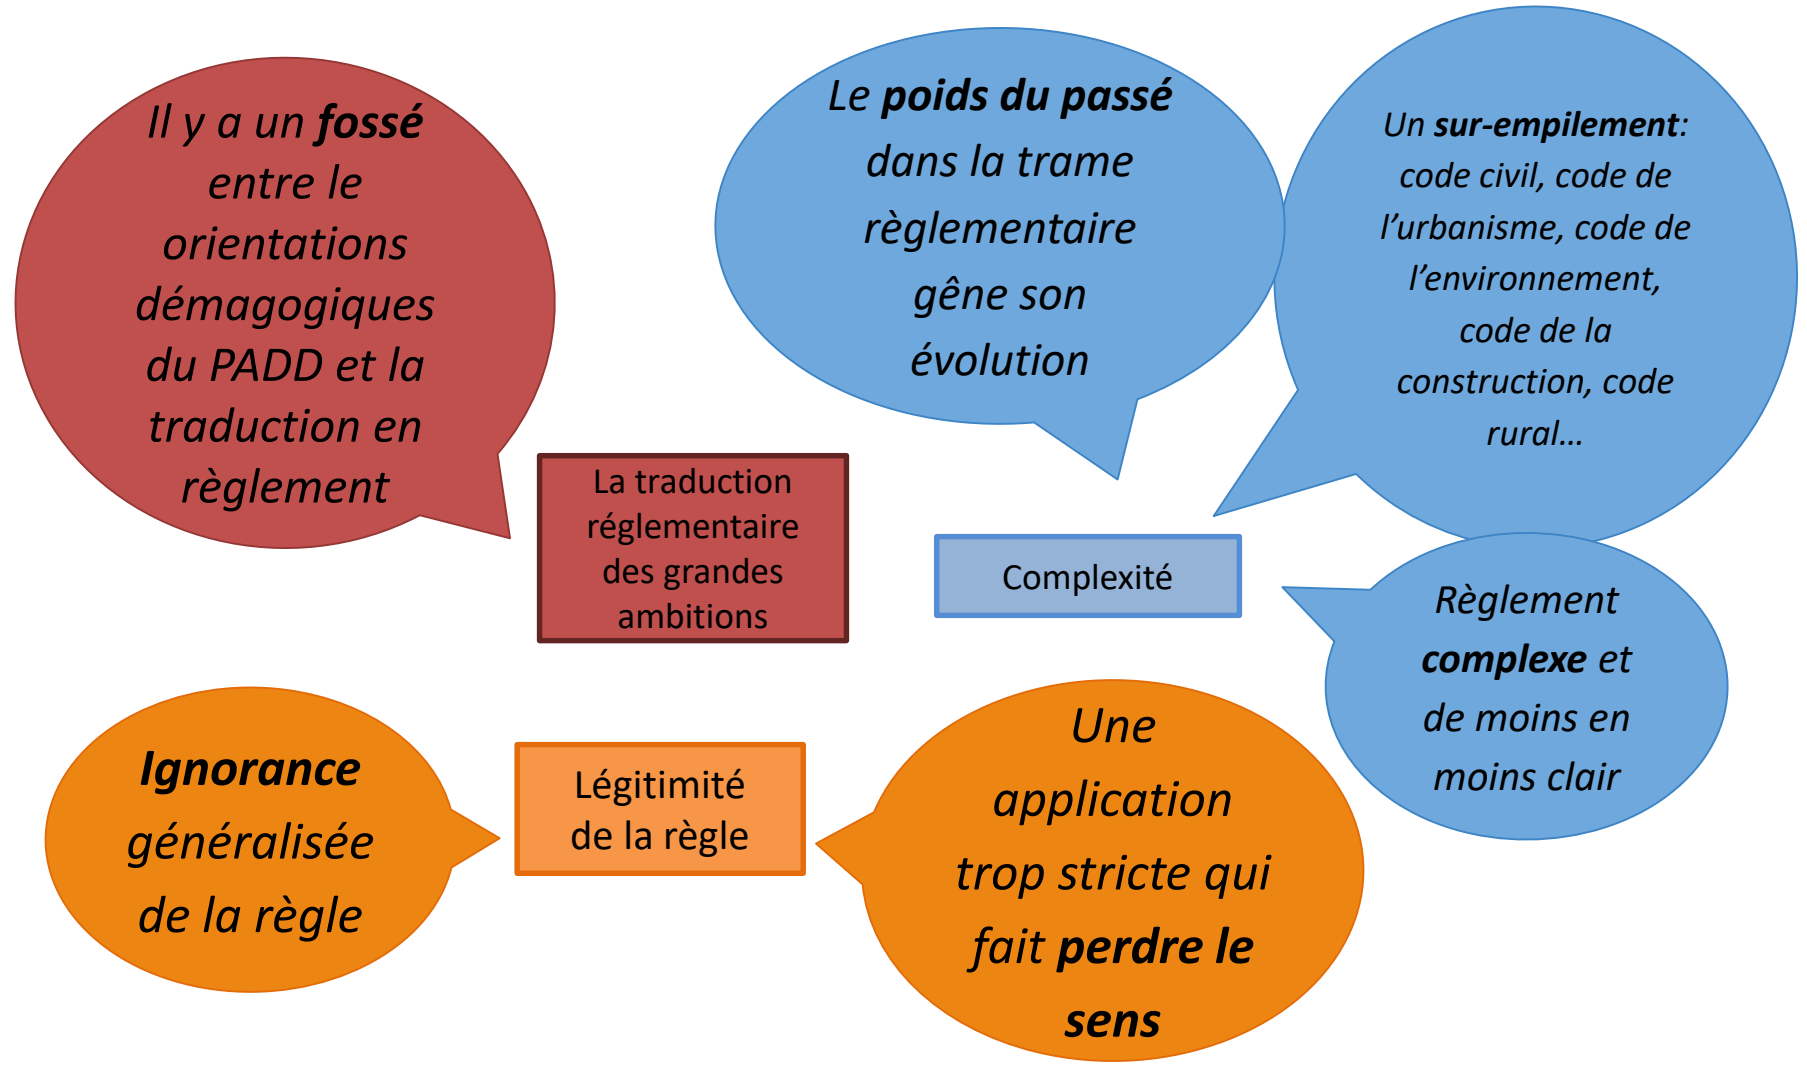 Il y a un fossé
entre le
orientations
démagogiques
du PADD et la
traduction en
règlement
Le poids du passé
dans la trame
règlementaire
gêne son
évolution
Un sur-empilement:
code civil, code de
l’urbanisme, code de
l’environnement,
code de la
construction, code
rural…
La traduction
réglementaire
des grandes
ambitions
Complexité
Règlement
complexe et
de moins en
moins clair
Ignorance
généralisée
de la règle
Légitimité
de la règle
Une
application
trop stricte qui
fait perdre le
sens